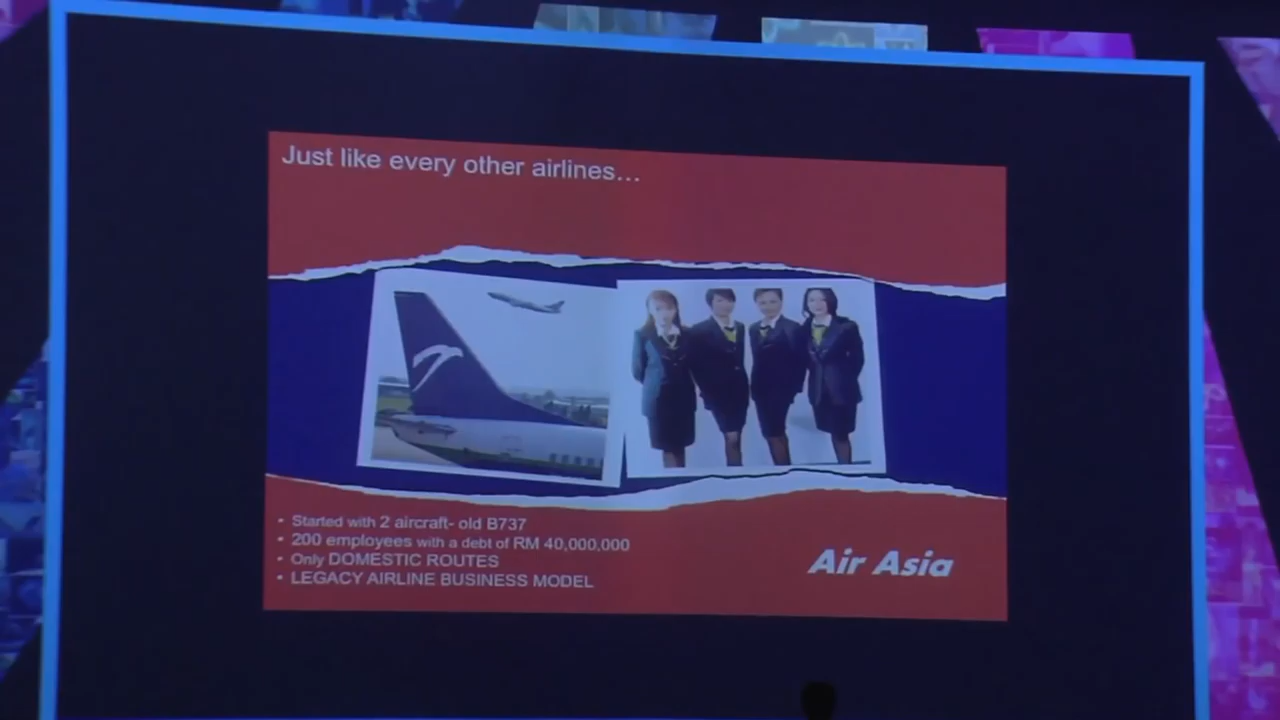 Just like every other airlines...
• Started with 2 aircraft- old B737
• 200 employees with a debt of RM 40,000,000
• Only DOMESTIC ROUTES
• LEGACY AIRLINE BUSINESS MODEL
Air Asia